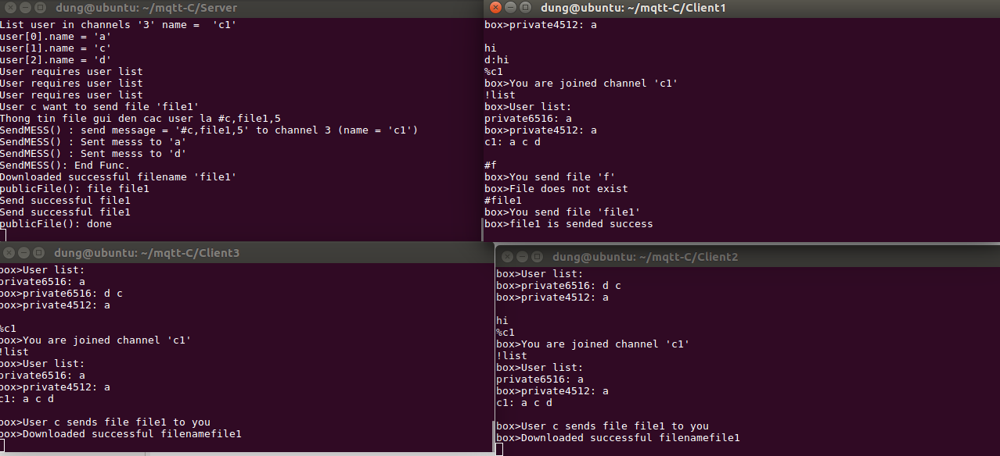 dung@ubuntu: ~/mqtt-C/Server
List user in channels '3' name =  'c1'
user[0].name = 'a'
user[1].name = 'c'
user[2].name = 'd'
User requires user list
User requires user list
User requires user list
User c want to send file 'file1'
Thong tin file gui den cac user la #c,file1,5
SendMESS() : send message = '#c,file1,5' to channel 3 (name = 'c1')
SendMESS() : Sent messs to 'a'
SendMESS() : Sent messs to 'd'
SendMESS(): End Func.
Downloaded successful filename 'file1'
publicFile(): file file1
Send successful file1
Send successful file1
publicFile(): done
dung@ubuntu: ~/mqtt-C/Client1
box>private4512: a
hi
d:hi
%c1
box>You are joined channel 'c1'
!list
box>User list:
private6516: a
box>private4512: a
c1: a c d
#f
box>You send file 'f'
box>File does not exist
#file1
box>You send file 'file1'
box>file1 is sended success
dung@ubuntu: ~/mqtt-C/Client3
box>User list:
private6516: a
box>private6516: d c
box>private4512: a
%c1
box>You are joined channel 'c1'
!list
box>User list:
private6516: a
box>private4512: a
c1: a c d
box>User c sends file file1 to you
box>Downloaded successful filenamefile1
dung@ubuntu: ~/mqtt-C/Client2
box>User list:
box>private6516: d c
box>private4512: a
hi
%c1
box>You are joined channel 'c1'
!list
box>User list:
private6516: a
box>private4512: a
c1: a c d
box>User c sends file file1 to you
box>Downloaded successful filenamefile1